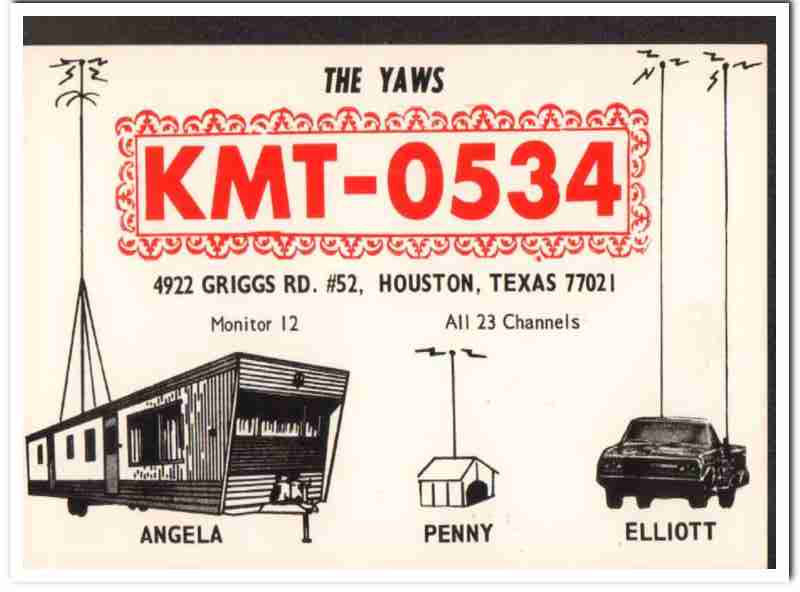 THE YAWS
KMT-0534
4922 GRIGGS RD. #52, HOUSTON, TEXAS 77021
Monitor 12 All 23 Channels
ANGELA PENNY ELLIOTT